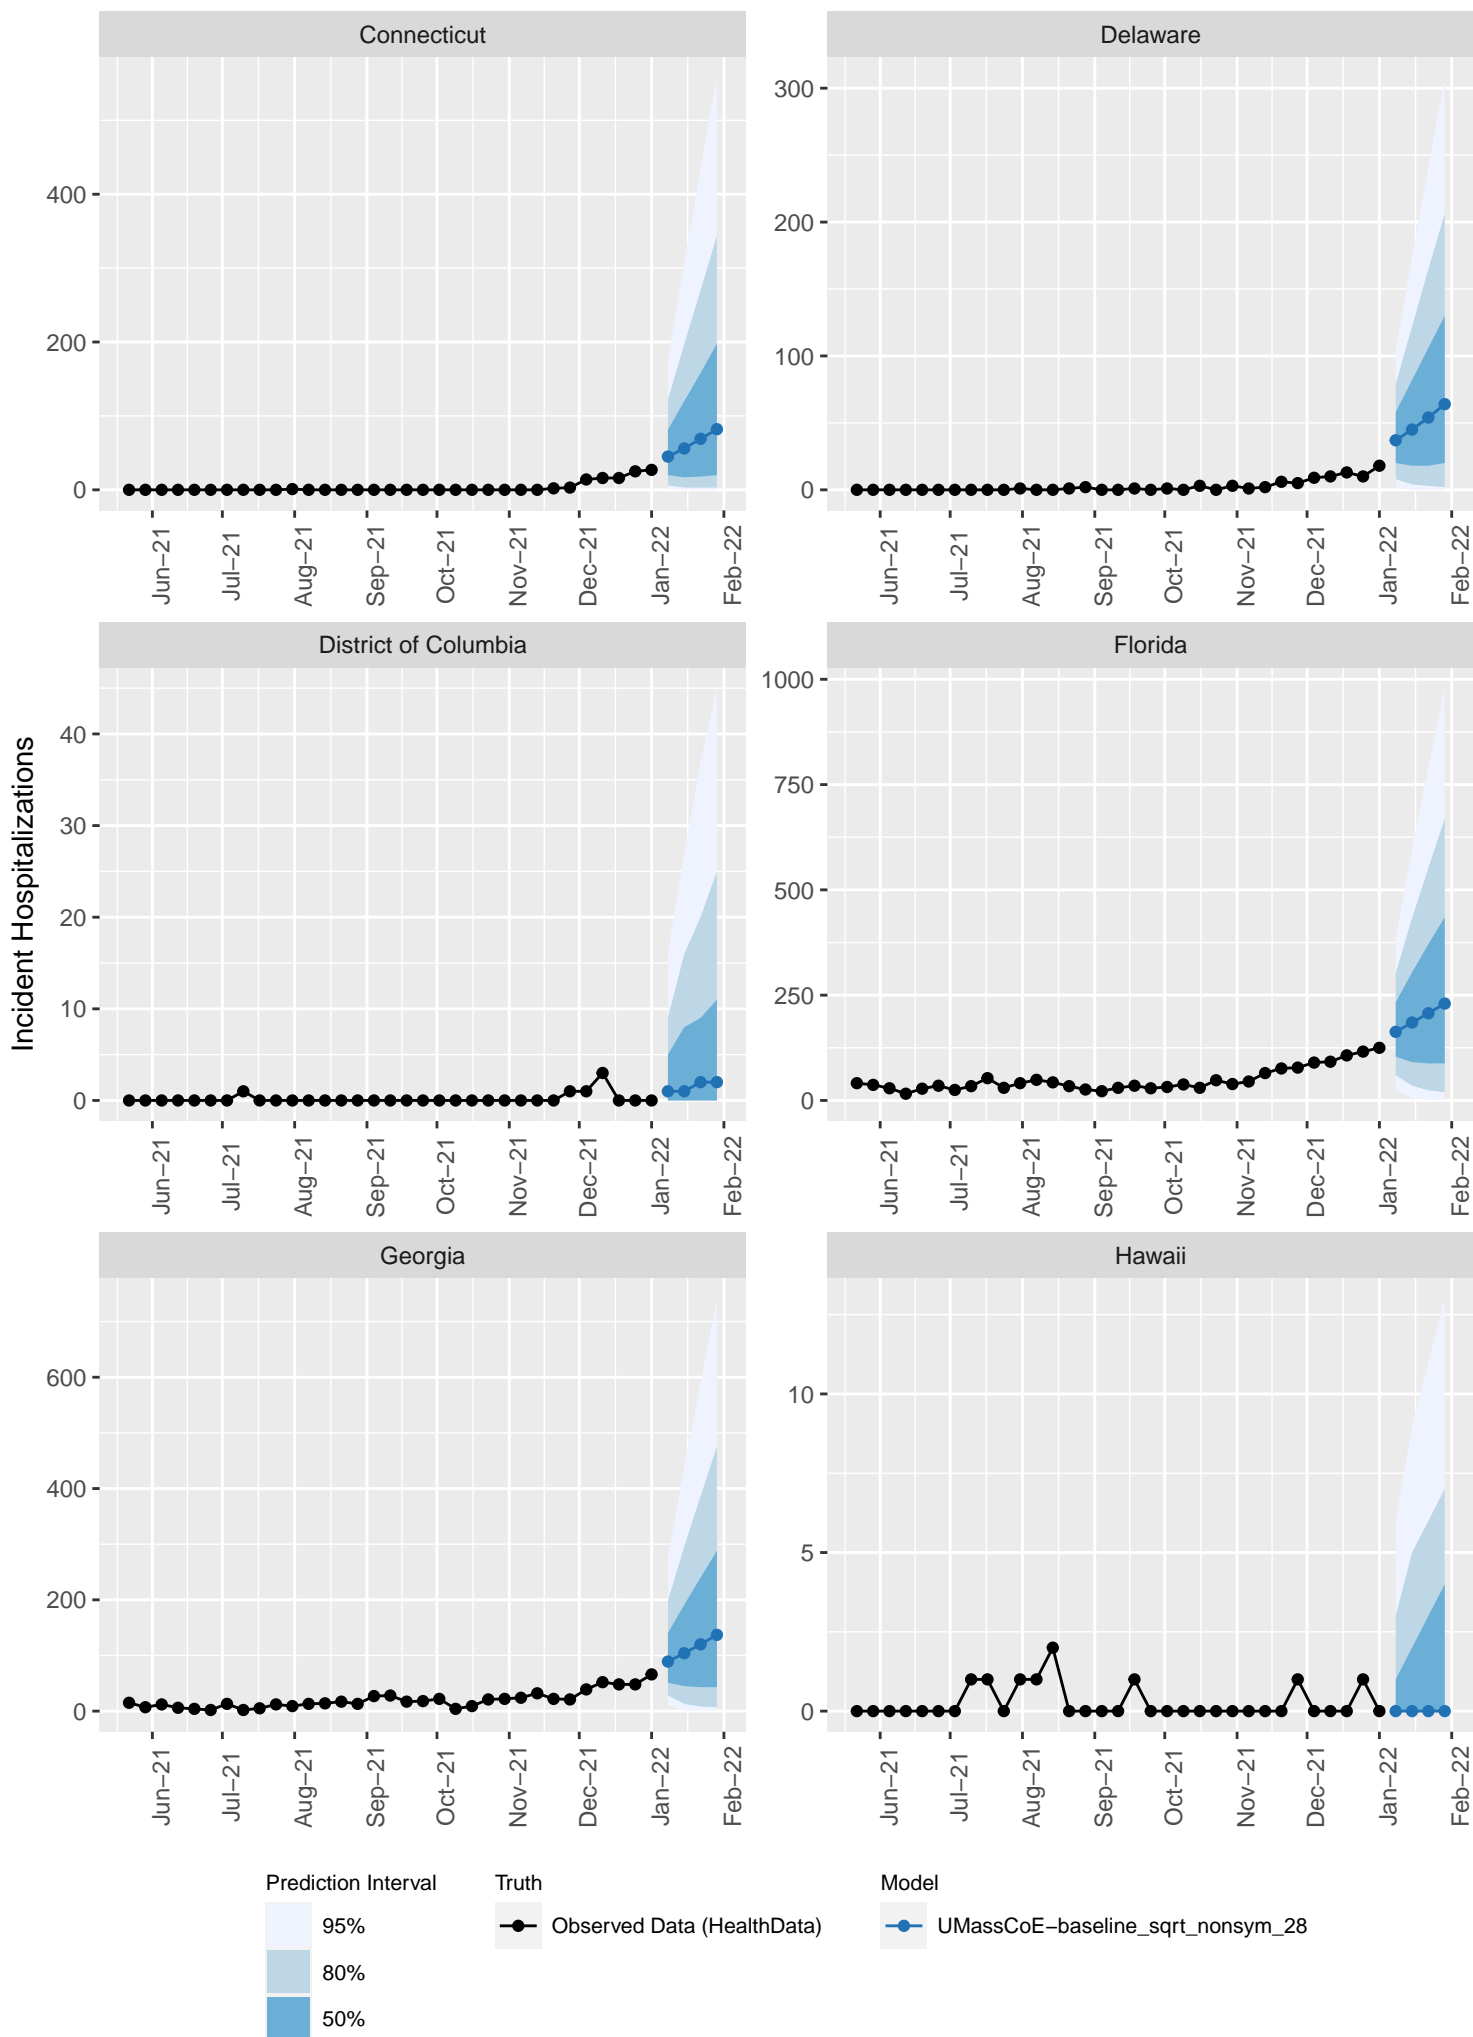 Connecticut
Delaware
400
200
0
300
200
100
0
Jun−21
Jul−21
Aug−21
Sep−21
Oct−21
Nov−21
Dec−21
Jan−22
Feb−22
Jun−21
Jul−21
Aug−21
Sep−21
Oct−21
Nov−21
Dec−21
Jan−22
Feb−22
District of Columbia
Florida
Incident Hospitalizations
40
30
20
10
0
1000
750
500
250
0
Jun−21
Jul−21
Aug−21
Sep−21
Oct−21
Nov−21
Dec−21
Jan−22
Feb−22
Jun−21
Jul−21
Aug−21
Sep−21
Oct−21
Nov−21
Dec−21
Jan−22
Feb−22
Georgia
Hawaii
600
400
200
0
10
5
0
Jun−21
Jul−21
Aug−21
Sep−21
Oct−21
Nov−21
Dec−21
Jan−22
Feb−22
Jun−21
Jul−21
Aug−21
Sep−21
Oct−21
Nov−21
Dec−21
Jan−22
Feb−22
Prediction Interval
95%
80%
50%
Truth
Observed Data (HealthData)
Model
UMassCoE−baseline_sqrt_nonsym_28